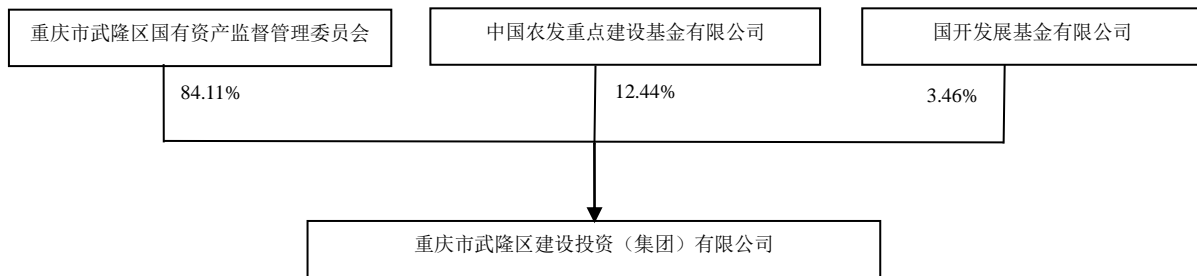 重庆市武隆区国有资产监督管理委员会
中国农发重点建设基金有限公司
国开发展基金有限公司
84.11%
12.44%
3.46%
重庆市武隆区建设投资（集团）有限公司